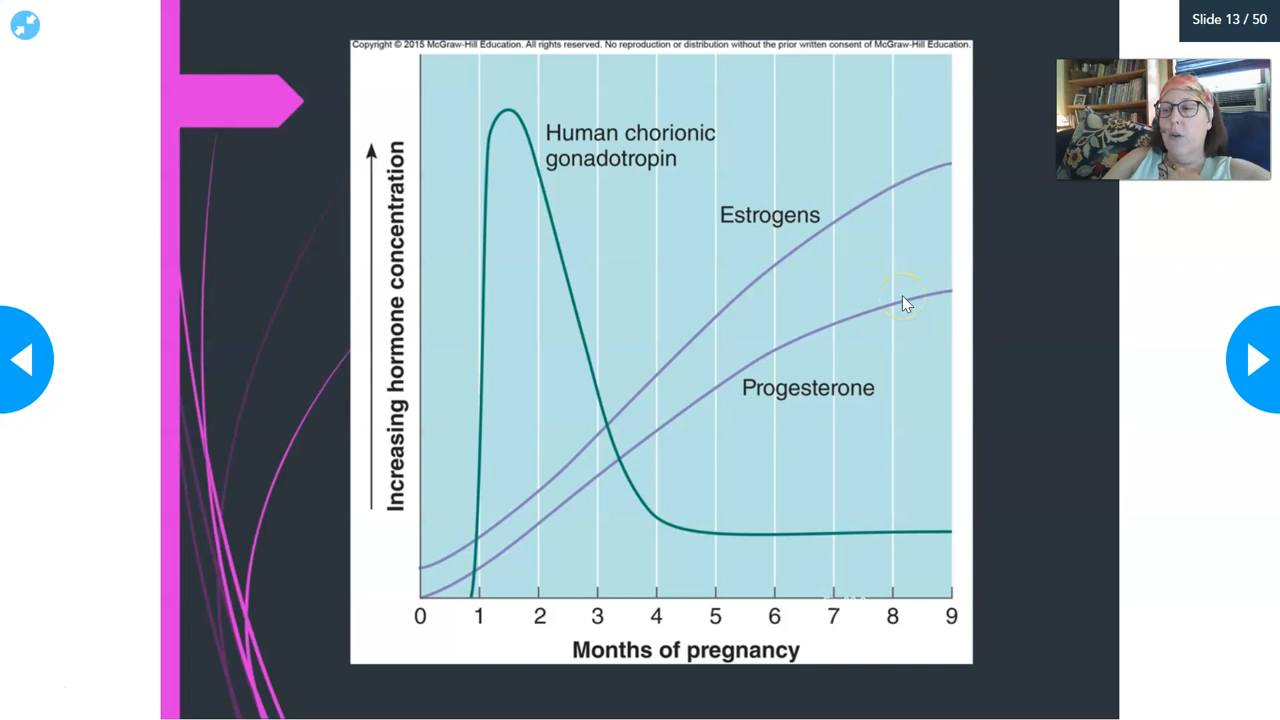 Slide 13 / 50
Copyright © 2015 McGraw-Hill Education. All rights reserved. No reproduction or distribution without the prior written consent of McGraw-Hill Education.
Increasing hormone concentration
Human chorionic
gonadotropin
Estrogens
Progesterone
0 1 2 3 4 5 6 7 8 9
Months of pregnancy